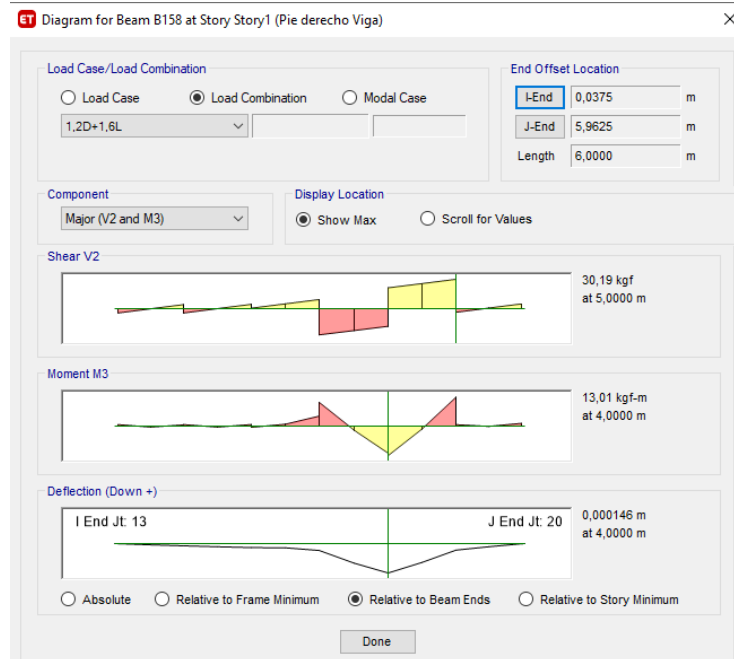 ET Diagram for Beam B158 at Story Story1 (Pie derecho Viga)
Load Case/Load Combination
Load Case Load Combination Modal Case
1,2D+1,6L
End Offset Location
I-End 0,0375 m
J-End 5,9625 m
Length 6,0000 m
Component
Major (V2 and M3)
Display Location
Show Max Scroll for Values
Shear V2
30,19 kgf
at 5,0000 m
Moment M3
13,01 kgf-m
at 4,0000 m
Deflection (Down +)
I End Jt: 13 J End Jt: 20
0,000146 m
at 4,0000 m
Absolute Relative to Frame Minimum Relative to Beam Ends Relative to Story Minimum
Done